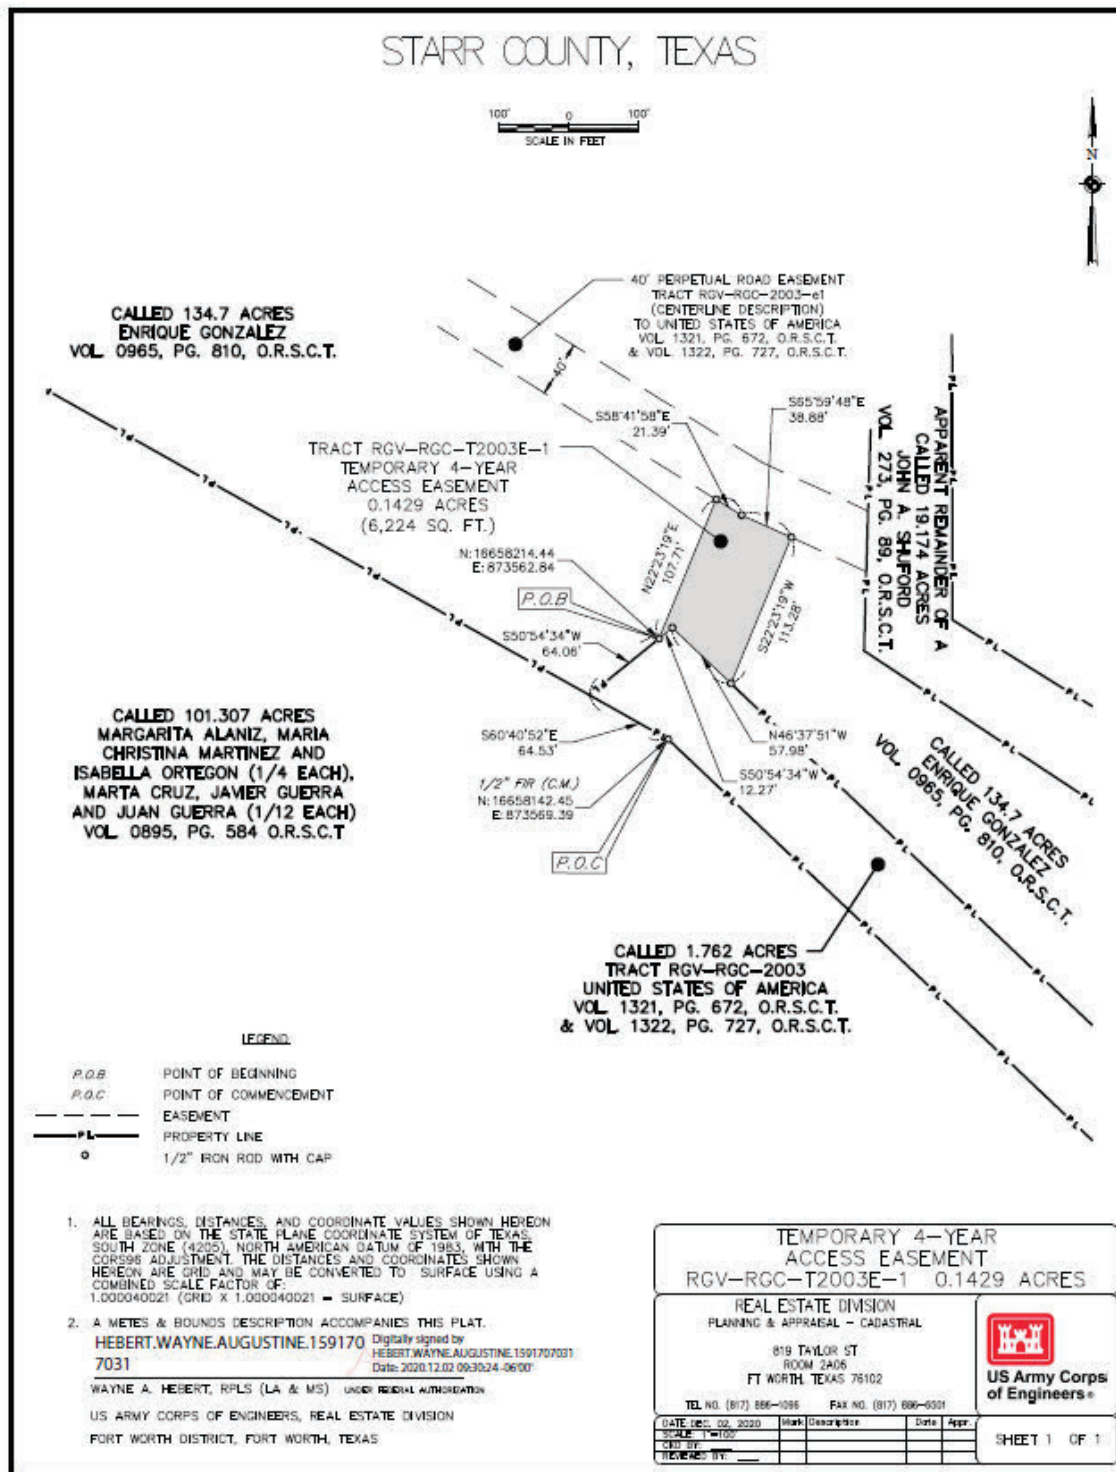 STARR COUNTY, TEXAS
100' 0 100'
SCALE IN FEET
N
40' PERPETUAL ROAD EASEMENT
TRACT RGV-RGC-2003-e1
(CENTERLINE DESCRIPTION)
TO UNITED STATES OF AMERICA
VOL 1321, PG. 672, O.R.S.C.T.
& VOL 1322, PG. 727, O.R.S.C.T.
CALLED 134.7 ACRES
ENRIQUE GONZALEZ
VOL. 0965, PG. 810, O.R.S.C.T.
40'
S58°41'58"E
21.39'
S65°59'48"E
38.88'
TRACT RGV-RGC-T2003E-1
TEMPORARY 4-YEAR
ACCESS EASEMENT
0.1429 ACRES
(6,224 SQ. FT.)
APPARENT REMAINDER OF A
CALLED 19.174 ACRES
JOHN A. SHUFORD
VOL 273, PG. 89, O.R.S.C.T.
N:16658214.44
E:873562.84
N22°23'19"E
107.71'
P.O.B
S22°23'19"W
113.28'
S50°54'34"W
64.06'
CALLED 101.307 ACRES
MARGARITA ALANIZ, MARIA
CHRISTINA MARTINEZ AND
ISABELLA ORTEGON (1/4 EACH),
MARTA CRUZ, JAVIER GUERRA
AND JUAN GUERRA (1/12 EACH)
VOL 0895, PG. 584 O.R.S.C.T
S60°40'52"E
64.53'
N46°37'51"W
57.98'
S50°54'34"W
12.27'
1/2" FIR (C.M.)
N:16658142.45
E:873569.39
P.O.C
CALLED 134.7 ACRES
ENRIQUE GONZALEZ
VOL. 0965, PG. 810, O.R.S.C.T.
CALLED 1.762 ACRES
TRACT RGV-RGC-2003
UNITED STATES OF AMERICA
VOL 1321, PG. 672, O.R.S.C.T.
& VOL 1322, PG. 727, O.R.S.C.T.
LEGEND
P.O.B POINT OF BEGINNING
P.O.C POINT OF COMMENCEMENT
EASEMENT
PL PROPERTY LINE
1/2" IRON ROD WITH CAP
1. ALL BEARINGS, DISTANCES, AND COORDINATE VALUES SHOWN HEREON
ARE BASED ON THE STATE PLANE COORDINATE SYSTEM OF TEXAS,
SOUTH ZONE (4205), NORTH AMERICAN DATUM OF 1983, WITH THE
CORS96 ADJUSTMENT. THE DISTANCES AND COORDINATES SHOWN
HEREON ARE GRID AND MAY BE CONVERTED TO SURFACE USING A
COMBINED SCALE FACTOR OF:
1.000040021 (GRID X 1.000040021 = SURFACE)
2. A METES & BOUNDS DESCRIPTION ACCOMPANIES THIS PLAT.
HEBERT.WAYNE.AUGUSTINE.159170
7031
Digitally signed by
HEBERT.WAYNE.AUGUSTINE.1591707031
Date: 2020.12.02 09:30:24 -06'00'
WAYNE A. HEBERT, RPLS (LA & MS) UNDER FEDERAL AUTHORIZATION
US ARMY CORPS OF ENGINEERS, REAL ESTATE DIVISION
FORT WORTH DISTRICT, FORT WORTH, TEXAS
TEMPORARY 4-YEAR
ACCESS EASEMENT
RGV-RGC-T2003E-1 0.1429 ACRES
REAL ESTATE DIVISION
PLANNING & APPRAISAL - CADASTRAL
819 TAYLOR ST
ROOM 2A06
FT WORTH, TEXAS 76102
TEL NO. (817) 886-1096 FAX NO. (817) 886-6501
US Army Corps
of Engineers®
DATE: DEC. 02, 2020 Mark Description Date Appr.
SCALE: 1"=100'
CKD BY:
REVIEWED BY:
SHEET 1 OF 1